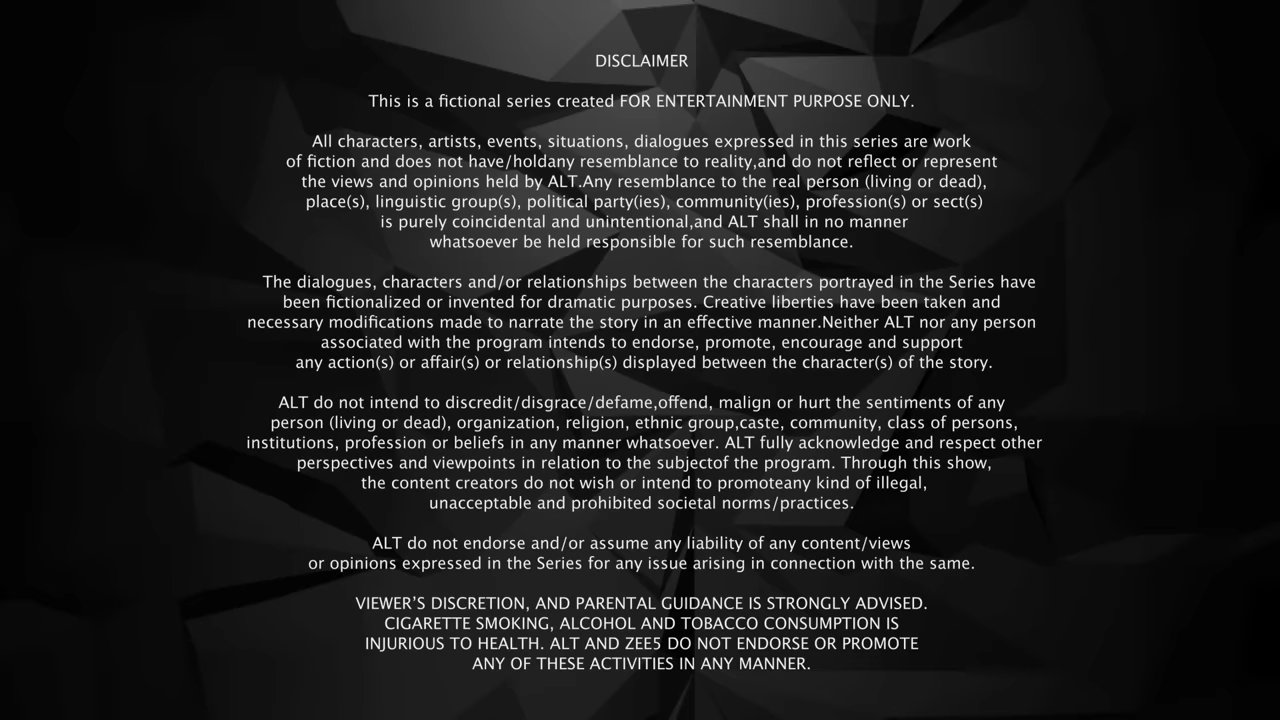 DISCLAIMER
This is a fictional series created FOR ENTERTAINMENT PURPOSE ONLY.
All characters, artists, events, situations, dialogues expressed in this series are work
of fiction and does not have/holdany resemblance to reality,and do not reflect or represent
the views and opinions held by ALT.Any resemblance to the real person (living or dead),
place(s), linguistic group(s), political party(ies), community(ies), profession(s) or sect(s)
is purely coincidental and unintentional,and ALT shall in no manner
whatsoever be held responsible for such resemblance.
The dialogues, characters and/or relationships between the characters portrayed in the Series have
been fictionalized or invented for dramatic purposes. Creative liberties have been taken and
necessary modifications made to narrate the story in an effective manner.Neither ALT nor any person
associated with the program intends to endorse, promote, encourage and support
any action(s) or affair(s) or relationship(s) displayed between the character(s) of the story.
ALT do not intend to discredit/disgrace/defame,offend, malign or hurt the sentiments of any
person (living or dead), organization, religion, ethnic group,caste, community, class of persons,
institutions, profession or beliefs in any manner whatsoever. ALT fully acknowledge and respect other
perspectives and viewpoints in relation to the subjectof the program. Through this show,
the content creators do not wish or intend to promoteany kind of illegal,
unacceptable and prohibited societal norms/practices.
ALT do not endorse and/or assume any liability of any content/views
or opinions expressed in the Series for any issue arising in connection with the same.
VIEWER'S DISCRETION, AND PARENTAL GUIDANCE IS STRONGLY ADVISED.
CIGARETTE SMOKING, ALCOHOL AND TOBACCO CONSUMPTION IS
INJURIOUS TO HEALTH. ALT AND ZEE5 DO NOT ENDORSE OR PROMOTE
ANY OF THESE ACTIVITIES IN ANY MANNER.